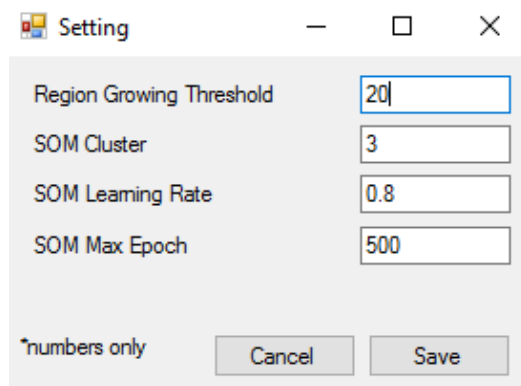 Setting
Region Growing Threshold 20
SOM Cluster 3
SOM Learning Rate 0.8
SOM Max Epoch 500
*numbers only Cancel Save